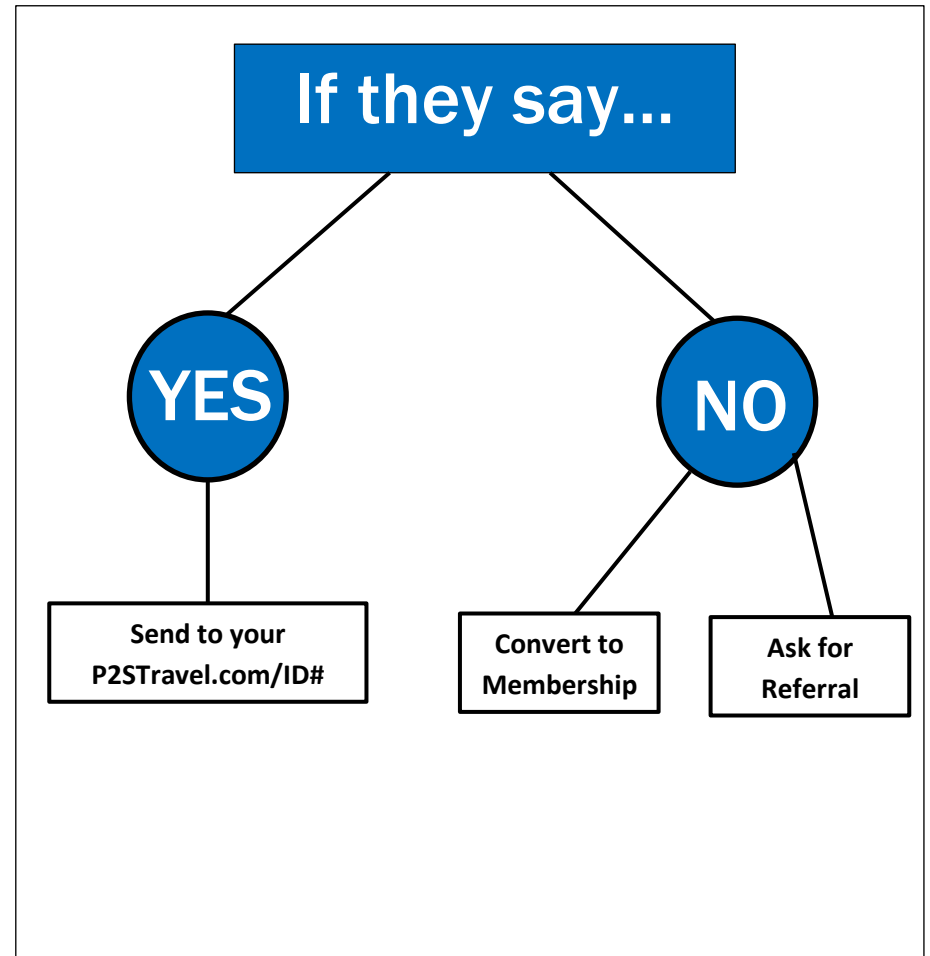 If they say...
YES
NO
Send to your
P2STravel.com/ID#
Convert to
Membership
Ask for
Referral